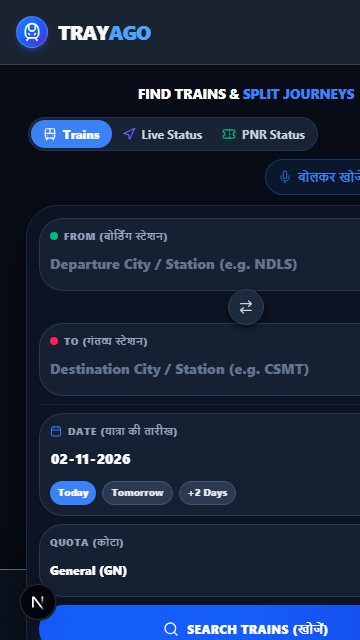 TRAYAGO
FIND TRAINS & SPLIT JOURNEYS
Trains
Live Status
PNR Status
बोलकर
FROM (बोर्डिंग स्टेशन)
Departure City / Station (e.g. NDLS)
TO (गंतव्य स्टेशन)
Destination City / Station (e.g. CSMT)
DATE (यात्रा की तारीख)
02-11-2026
Today
Tomorrow
+2 Days
QUOTA (कोटा)
General (GN)
N
SEARCH TRAINS (खोजें)